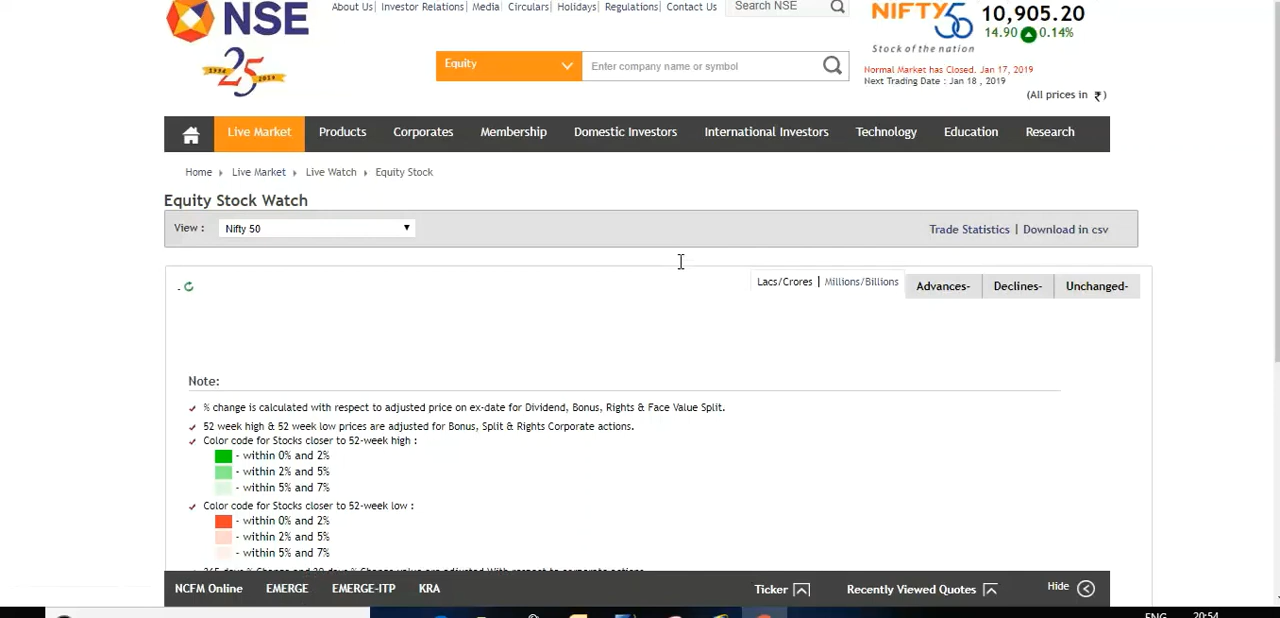 NSE
About Us| Investor Relations | Media | Circulars | Holidays | Regulations | Contact Us
Search NSE
NIFTY50
Stock of the nation
10,905.20
14.90 0.14%
1994 25 2019
Equity
Enter company name or symbol
Normal Market has Closed. Jan 17, 2019
Next Trading Date : Jan 18 , 2019
(All prices in ₹)
Live Market Products Corporates Membership Domestic Investors International Investors Technology Education Research
Home Live Market Live Watch Equity Stock
Equity Stock Watch
View : Nifty 50
Trade Statistics | Download in csv
-
Lacs/Crores | Millions/Billions Advances- Declines- Unchanged-
Note:
% change is calculated with respect to adjusted price on ex-date for Dividend, Bonus, Rights & Face Value Split.
52 week high & 52 week low prices are adjusted for Bonus, Split & Rights Corporate actions.
Color code for Stocks closer to 52-week high :
- within 0% and 2%
- within 2% and 5%
- within 5% and 7%
Color code for Stocks closer to 52-week low :
- within 0% and 2%
- within 2% and 5%
- within 5% and 7%
NCFM Online EMERGE EMERGE-ITP KRA Ticker Recently Viewed Quotes Hide
ENG 20:54